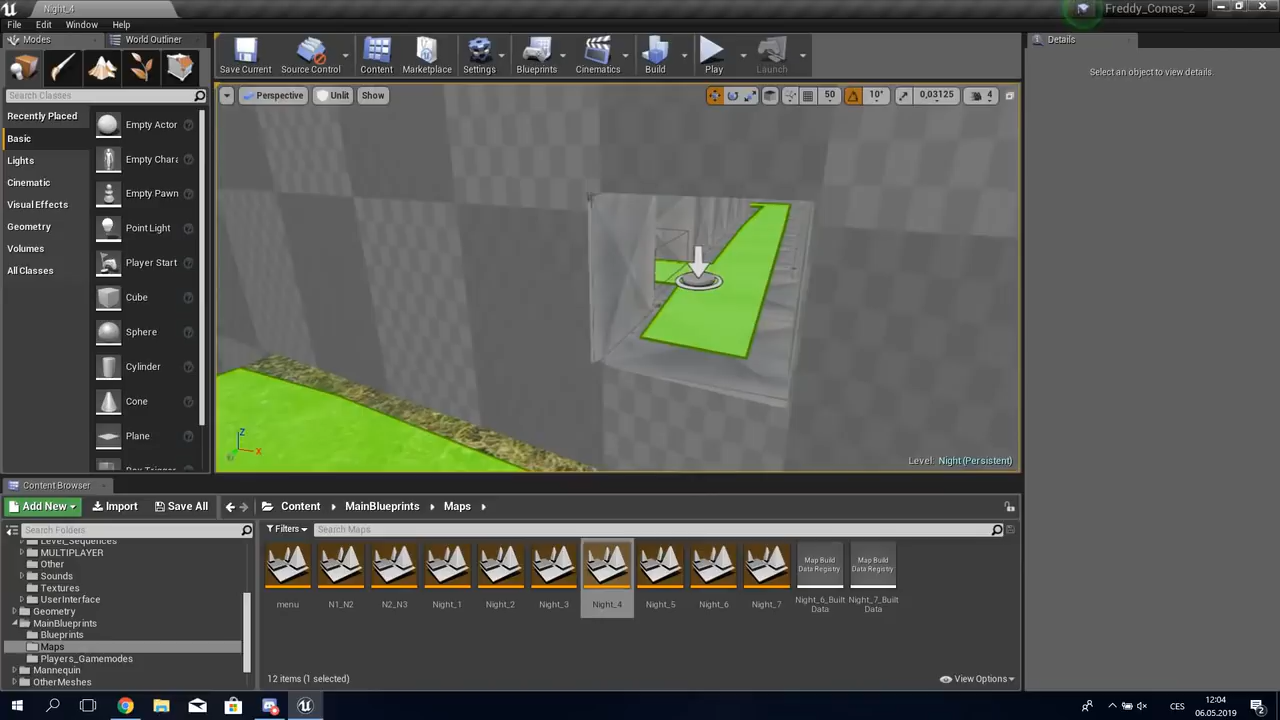 Night_4
Freddy_Comes_2
File
Edit
Window
Help
Modes
World Outliner
Details
Save Current
Source Control
Content
Marketplace
Settings
Blueprints
Cinematics
Build
Play
Launch
Select an object to view details.
Search Classes
Perspective
Unlit
Show
50
10°
0,03125
4
Recently Placed
Basic
Lights
Cinematic
Visual Effects
Geometry
Volumes
All Classes
Empty Actor
Empty Chara
Empty Pawn
Point Light
Player Start
Cube
Sphere
Cylinder
Cone
Plane
Box Trigger
Z
X
Level: Night (Persistent)
Content Browser
Add New
Import
Save All
Content
MainBlueprints
Maps
Search Folders
Filters
Search Maps
Level_Sequences
MULTIPLAYER
Other
Sounds
Textures
UserInterface
Geometry
MainBlueprints
Blueprints
Maps
Players_Gamemodes
Mannequin
OtherMeshes
Map Build
Data Registry
Map Build
Data Registry
menu
N1_N2
N2_N3
Night_1
Night_2
Night_3
Night_4
Night_5
Night_6
Night_7
Night_6_Built
Data
Night_7_Built
Data
12 items (1 selected)
View Options
CES
12:04
06.05.2019
2